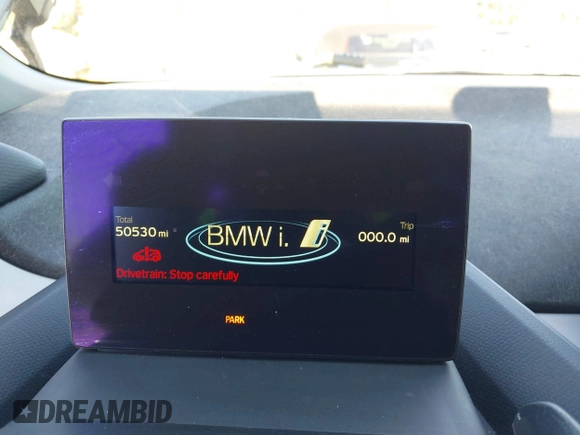 Total
50530 mi
BMW i.
i
Trip
000.0 mi
Drivetrain: Stop carefully
PARK
DREAMBID